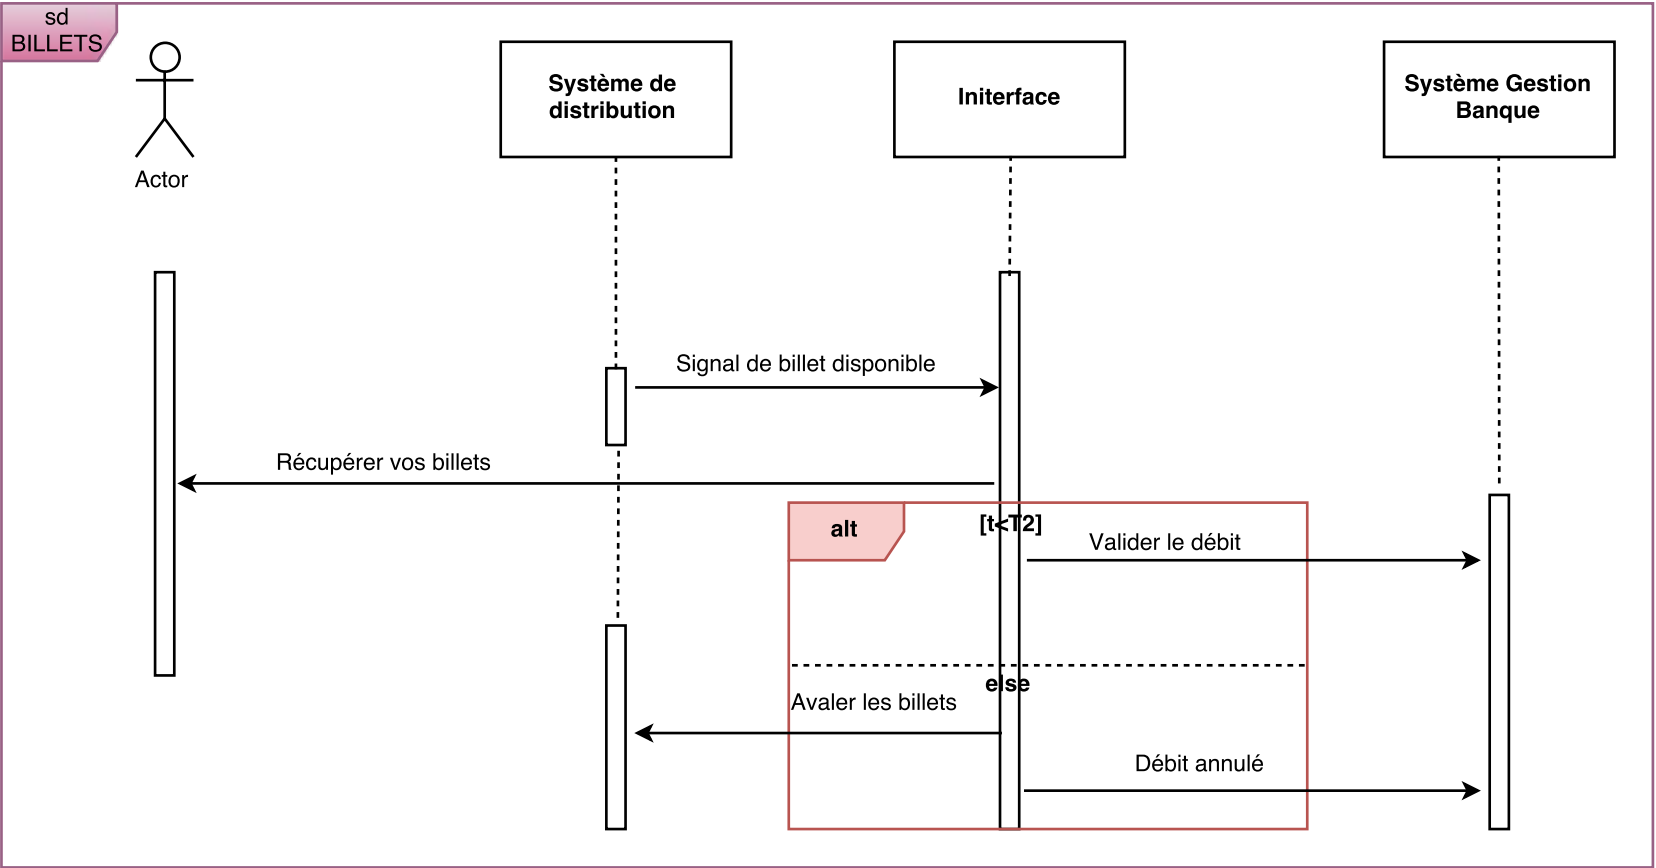 sd
BILLETS
Actor
Système de
distribution
Initerface
Système Gestion
Banque
Signal de billet disponible
Récupérer vos billets
alt
[t<T2]
Valider le débit
else
Avaler les billets
Débit annulé